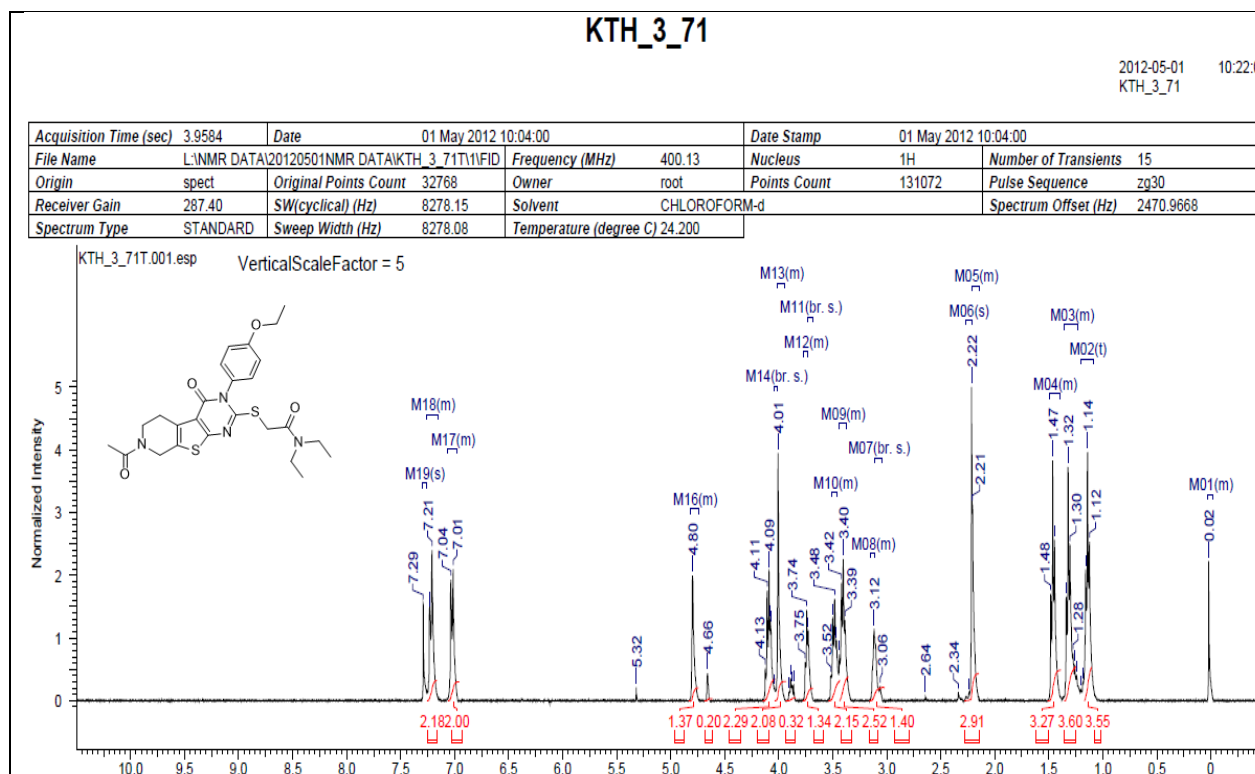 KTH_3_71
2012-05-01 10:22:
KTH_3_71
Acquisition Time (sec) 3.9584 Date 01 May 2012 10:04:00 Date Stamp 01 May 2012 10:04:00
File Name L:\NMR DATA\20120501NMR DATA\KTH_3_71T\1\FID Frequency (MHz) 400.13 Nucleus 1H Number of Transients 15
Origin spect Original Points Count 32768 Owner root Points Count 131072 Pulse Sequence zg30
Receiver Gain 287.40 SW(cyclical) (Hz) 8278.15 Solvent CHLOROFORM-d Spectrum Offset (Hz) 2470.9668
Spectrum Type STANDARD Sweep Width (Hz) 8278.08 Temperature (degree C) 24.200
KTH_3_71T.001.esp
VerticalScaleFactor = 5
M13(m) M05(m)
M11(br. s.) M06(s) M03(m)
M12(m) M02(t)
M14(br. s.) M04(m)
M18(m) M09(m)
M17(m) M07(br. s.)
M19(s) M16(m) M10(m) M01(m)
M08(m)
O
O
N
S
O
N
S
N
N
O
7.29 7.21 7.04 7.01 5.32 4.80 4.66 4.13 4.11 4.09 4.01 3.74 3.75 3.52 3.48 3.42 3.40 3.39 3.12 3.06 2.64 2.34 2.22 2.21 1.48 1.47 1.32 1.30 1.28 1.14 1.12 0.02
Normalized Intensity
5
4
3
2
1
0
2.18 2.00 1.37 0.20 2.29 2.08 0.32 1.34 2.15 2.52 1.40 2.91 3.27 3.60 3.55
10.0 9.5 9.0 8.5 8.0 7.5 7.0 6.5 6.0 5.5 5.0 4.5 4.0 3.5 3.0 2.5 2.0 1.5 1.0 0.5 0